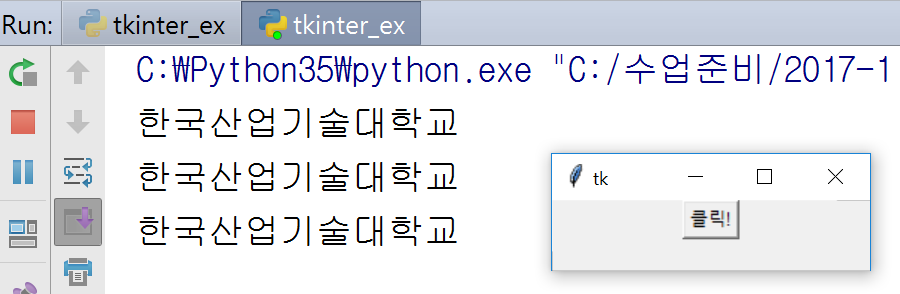 Run: tkinter_ex tkinter_ex
C:₩Python35₩python.exe "C:/수업준비/2017-1
한국산업기술대학교
한국산업기술대학교
한국산업기술대학교
tk
클릭!